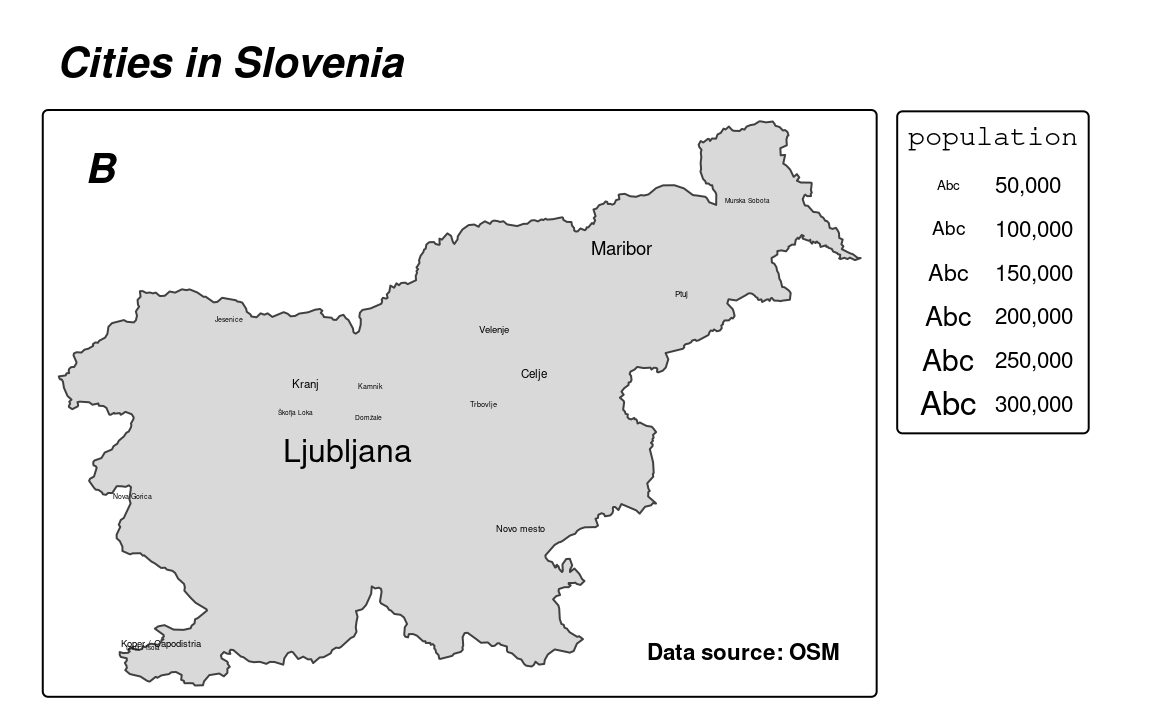 Cities in Slovenia
B
Murska Sobota
Maribor
Ptuj
Jesenice
Velenje
Celje
Kranj
Kamnik
Trbovlje
Škofja Loka
Domžale
Ljubljana
Nova Gorica
Novo mesto
Koper / Capodistria
Data source: OSM
population
Abc 50,000
Abc 100,000
Abc 150,000
Abc 200,000
Abc 250,000
Abc 300,000